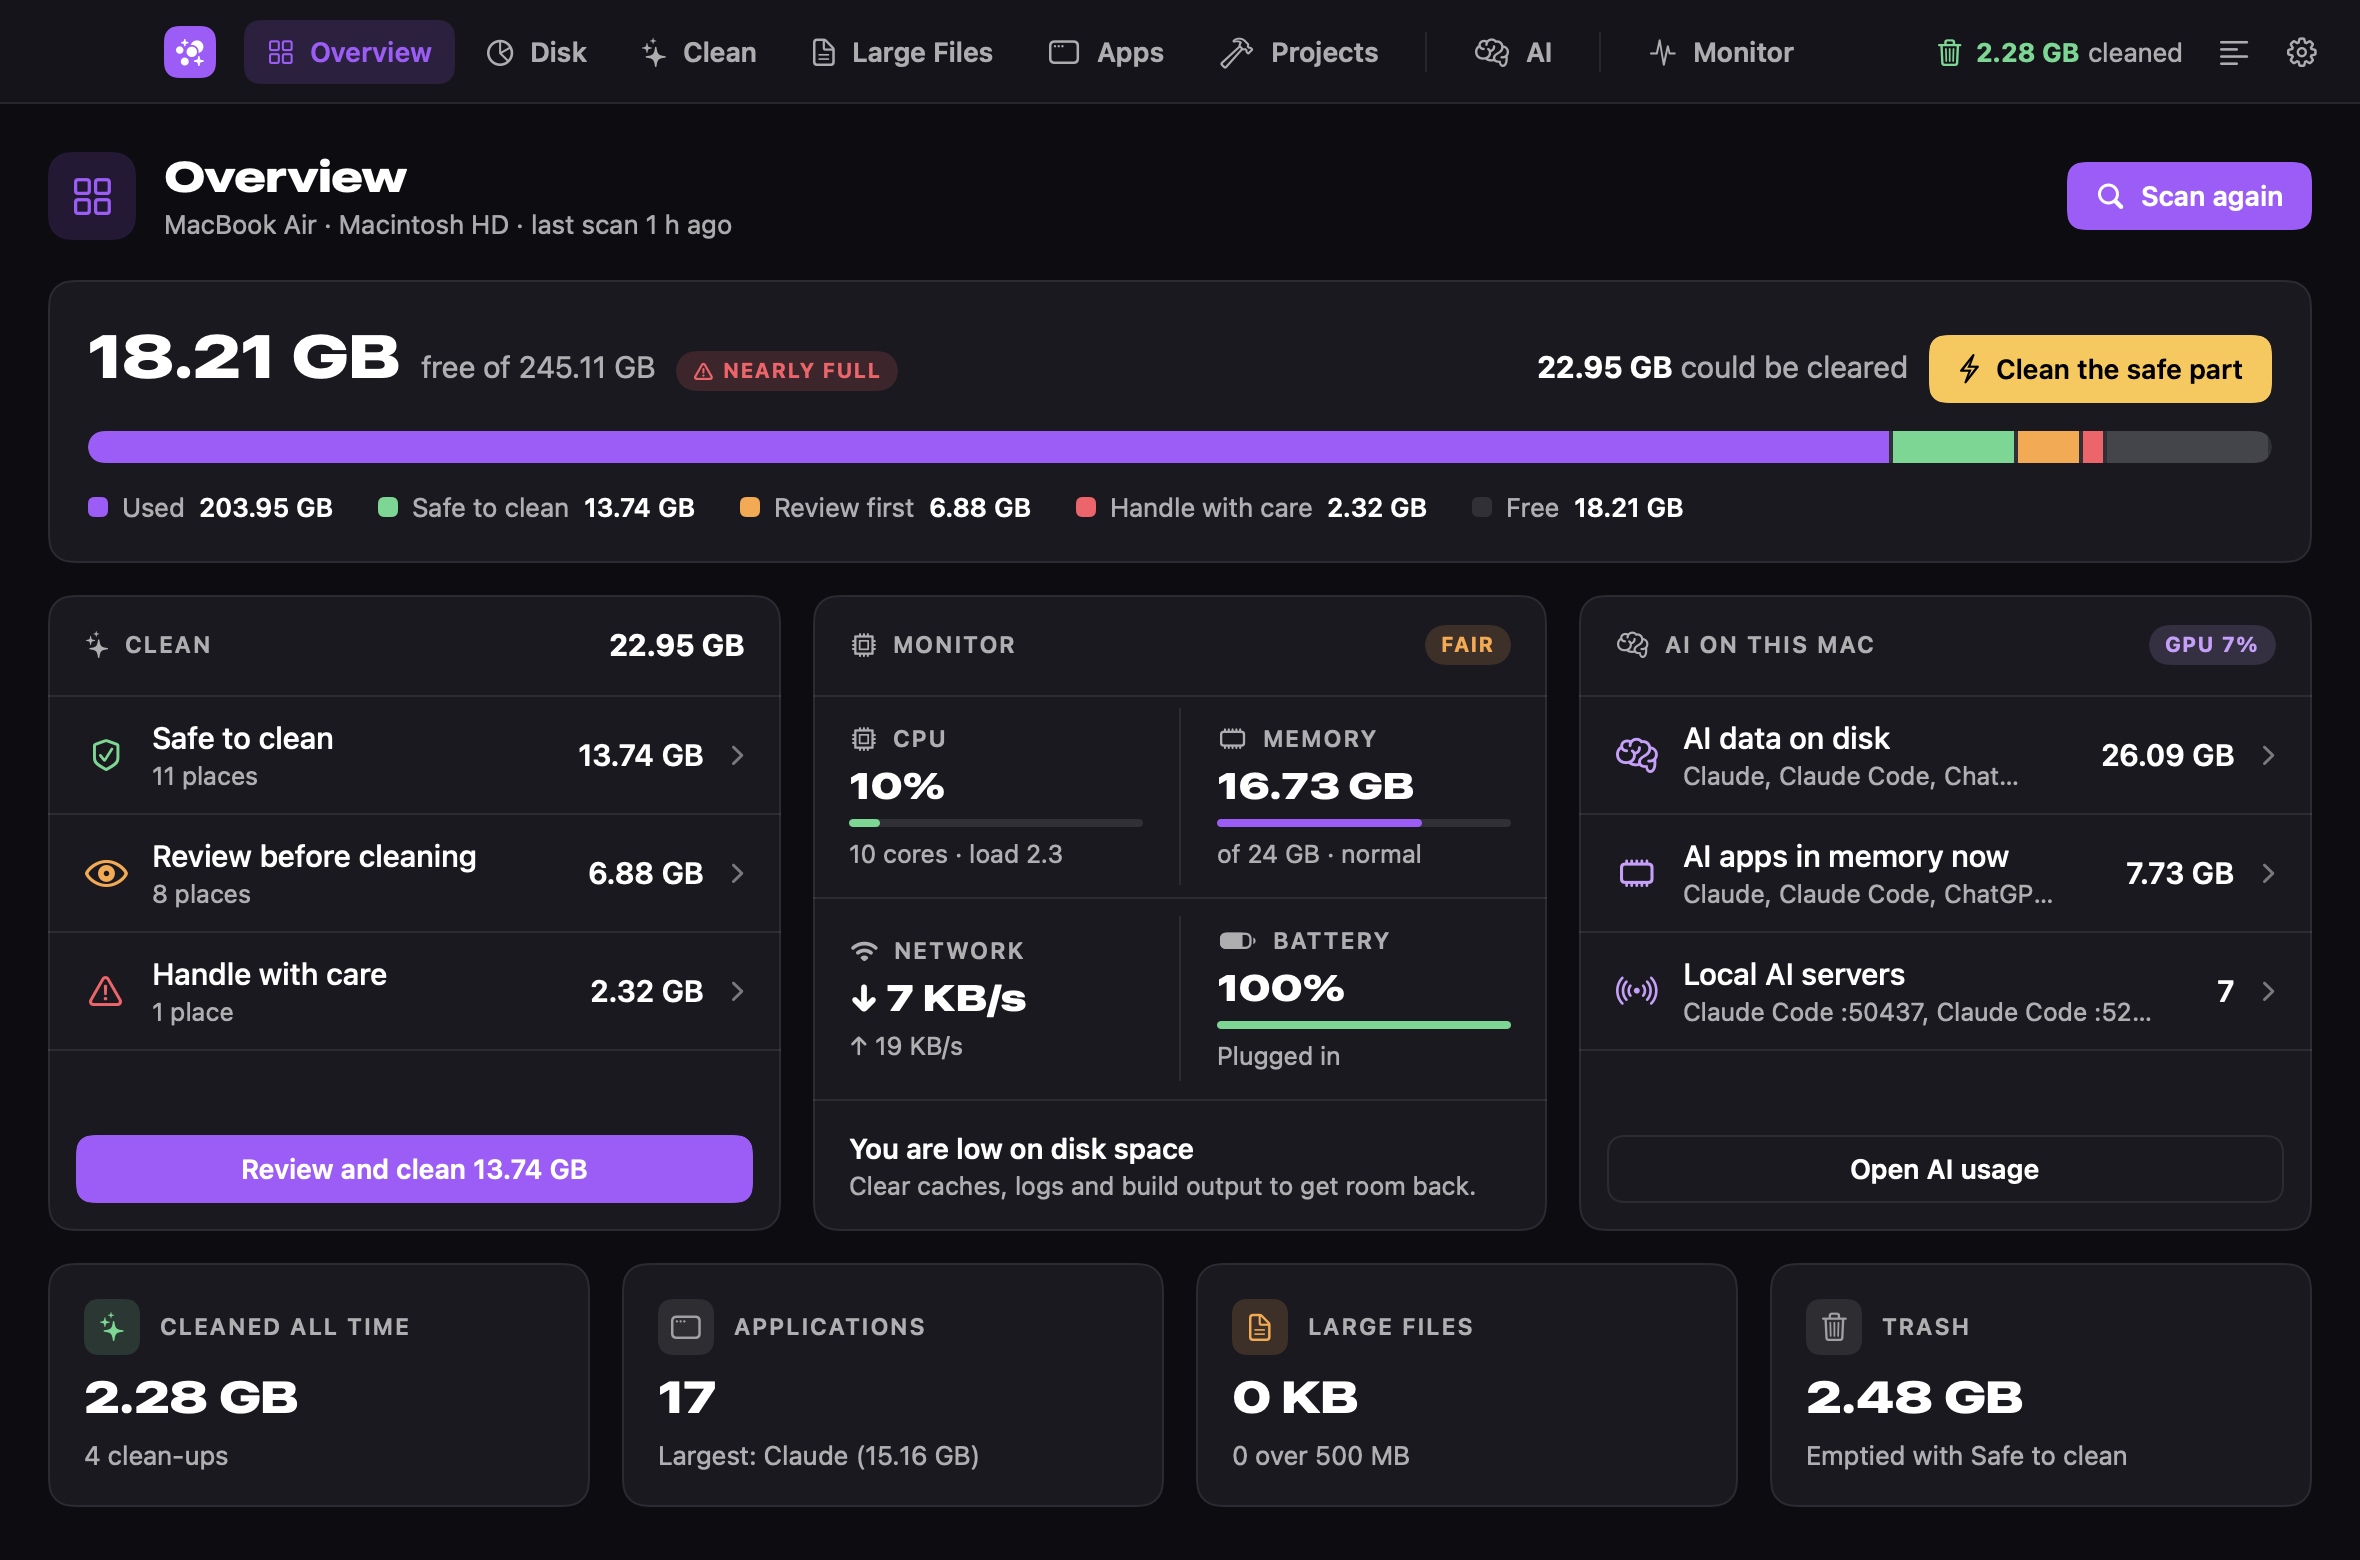 Overview
Disk
Clean
Large Files
Apps
Projects
AI
Monitor
2.28 GB cleaned
Overview
MacBook Air · Macintosh HD · last scan 1 h ago
Scan again
18.21 GB free of 245.11 GB
NEARLY FULL
22.95 GB could be cleared
Clean the safe part
Used 203.95 GB
Safe to clean 13.74 GB
Review first 6.88 GB
Handle with care 2.32 GB
Free 18.21 GB
CLEAN
22.95 GB
Safe to clean
11 places
13.74 GB
Review before cleaning
8 places
6.88 GB
Handle with care
1 place
2.32 GB
Review and clean 13.74 GB
MONITOR
FAIR
CPU
10%
10 cores · load 2.3
MEMORY
16.73 GB
of 24 GB · normal
NETWORK
↓ 7 KB/s
↑ 19 KB/s
BATTERY
100%
Plugged in
You are low on disk space
Clear caches, logs and build output to get room back.
AI ON THIS MAC
GPU 7%
AI data on disk
Claude, Claude Code, Chat...
26.09 GB
AI apps in memory now
Claude, Claude Code, ChatGP...
7.73 GB
Local AI servers
Claude Code :50437, Claude Code :52...
7
Open AI usage
CLEANED ALL TIME
2.28 GB
4 clean-ups
APPLICATIONS
17
Largest: Claude (15.16 GB)
LARGE FILES
0 KB
0 over 500 MB
TRASH
2.48 GB
Emptied with Safe to clean